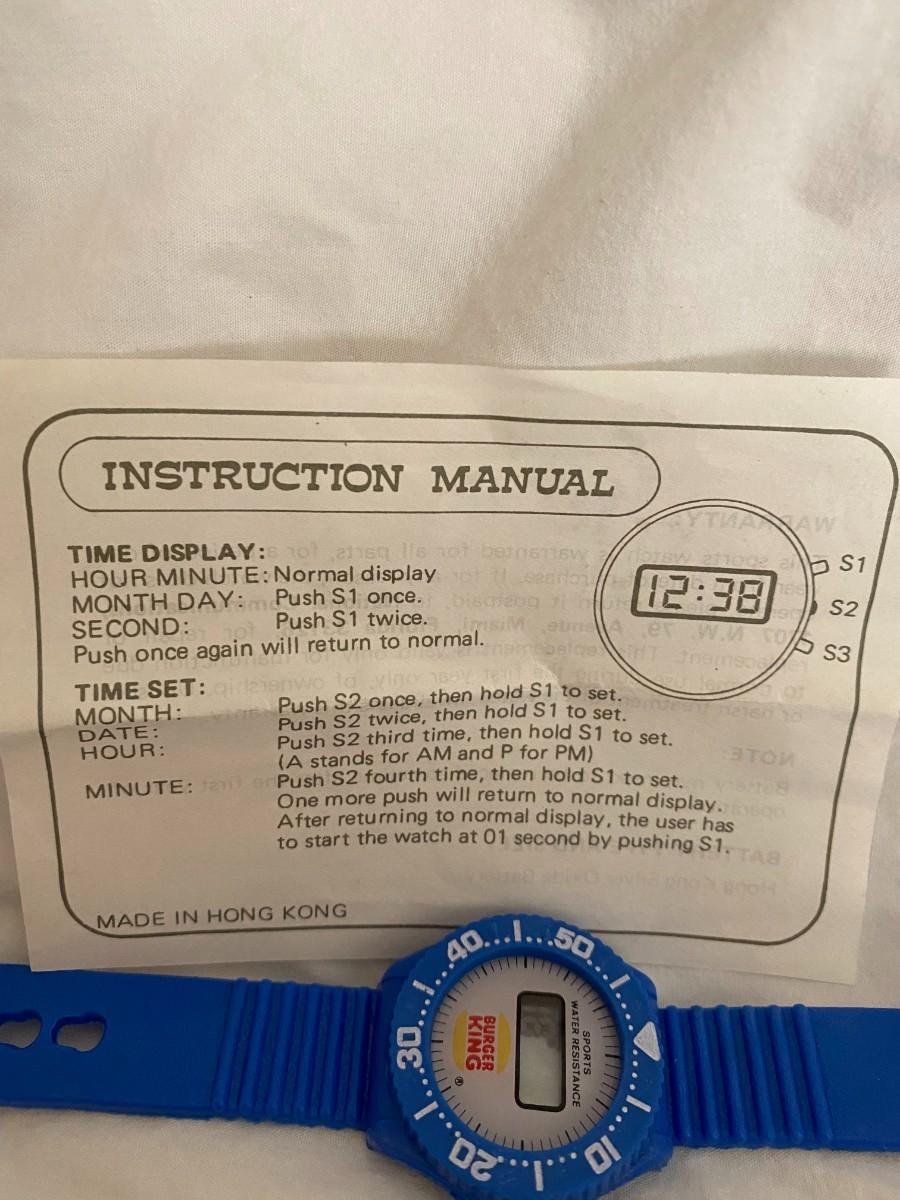 INSTRUCTION MANUAL
TIME DISPLAY:
HOUR MINUTE: Normal display
MONTH DAY: Push S1 once.
SECOND: Push S1 twice.
Push once again will return to normal.
12:38
S1
S2
S3
TIME SET:
MONTH: Push S2 once, then hold S1 to set.
DATE: Push S2 twice, then hold S1 to set.
HOUR: Push S2 third time, then hold S1 to set.
(A stands for AM and P for PM)
MINUTE: Push S2 fourth time, then hold S1 to set.
One more push will return to normal display.
After returning to normal display, the user has
to start the watch at 01 second by pushing S1.
MADE IN HONG KONG
40
50
30
20
10
BURGER
KING
®
SPORTS
WATER RESISTANCE